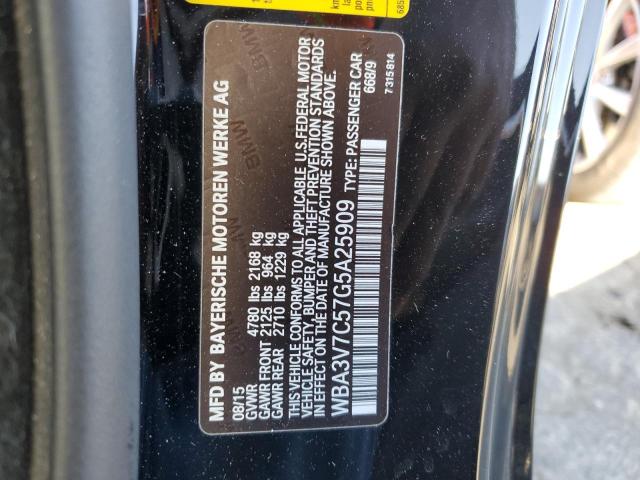 MFD BY BAYERISCHE MOTOREN WERKE AG
08/15
GVWR 4780 lbs 2168 kg
GAWR FRONT 2125 lbs 964 kg
GAWR REAR 2710 lbs 1229 kg
THIS VEHICLE CONFORMS TO ALL APPLICABLE U.S. FEDERAL MOTOR
VEHICLE SAFETY, BUMPER AND THEFT PREVENTION STANDARDS
IN EFFECT ON THE DATE OF MANUFACTURE SHOWN ABOVE.
WBA3V7C57G5A25909 TYPE: PASSENGER CAR
668/9
7 315 814
BMW
BMW